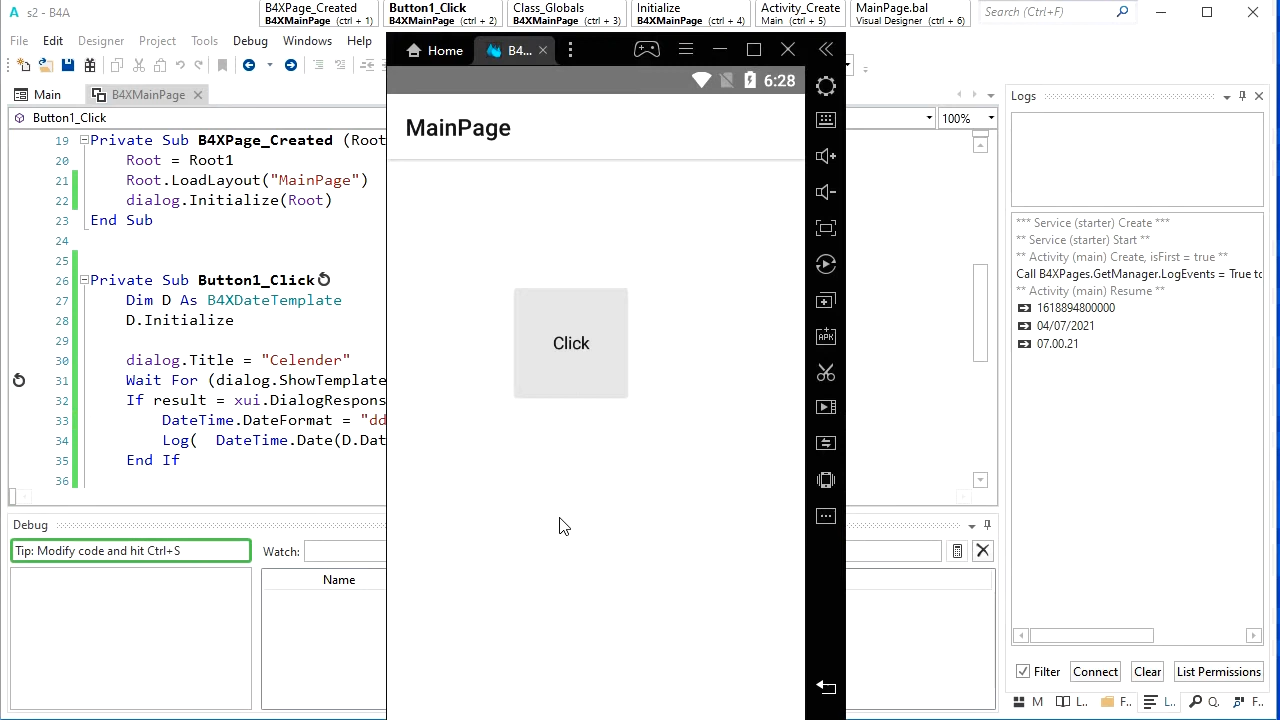 s2 - B4A
B4XPage_Created
B4XMainPage (ctrl + 1)
Button1_Click
B4XMainPage (ctrl + 2)
Class_Globals
B4XMainPage (ctrl + 3)
Initialize
B4XMainPage (ctrl + 4)
Activity_Create
Main (ctrl + 5)
MainPage.bal
Visual Designer (ctrl + 6)
Search (Ctrl+F)
File Edit Designer Project Tools Debug Windows Help
Main
B4XMainPage
Button1_Click
100%
19 Private Sub B4XPage_Created (Root
20 Root = Root1
21 Root.LoadLayout("MainPage")
22 dialog.Initialize(Root)
23 End Sub
24
25
26 Private Sub Button1_Click
27 Dim D As B4XDateTemplate
28 D.Initialize
29
30 dialog.Title = "Celender"
31 Wait For (dialog.ShowTemplate
32 If result = xui.DialogRespons
33 DateTime.DateFormat = "dd
34 Log( DateTime.Date(D.Dat
35 End If
36
Home
B4...
6:28
MainPage
Click
APK
Logs
*** Service (starter) Create ***
** Service (starter) Start **
** Activity (main) Create, isFirst = true **
Call B4XPages.GetManager.LogEvents = True to
** Activity (main) Resume **
1618894800000
04/07/2021
07.00.21
Filter
Connect
Clear
List Permissions
M
L..
F..
L..
Q.
F..
Debug
Tip: Modify code and hit Ctrl+S
Watch:
Name